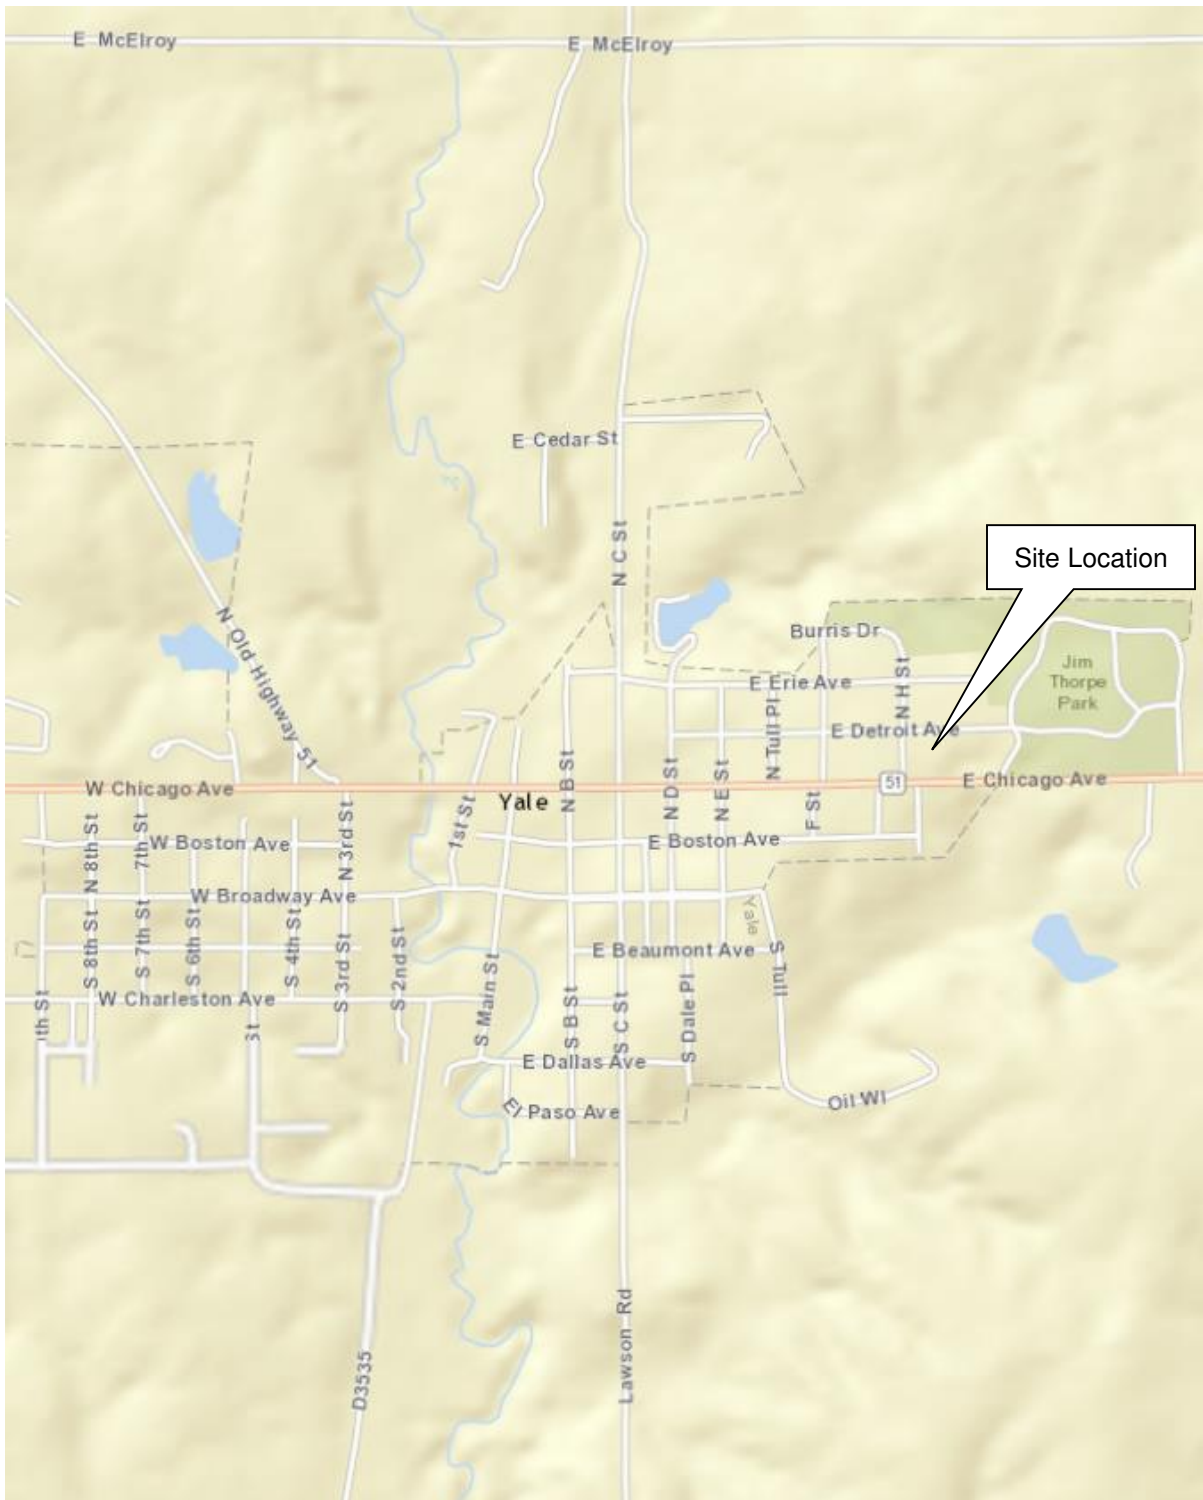 E McElroy
E McElroy
E Cedar St
N C St
Site Location
N Old Highway 51
Burris Dr
Jim
Thorpe
Park
E Erie Ave
N H St
N Tull Pl
E Detroit Ave
W Chicago Ave
51
E Chicago Ave
Yale
N B St
N D St
N E St
F St
1st St
N 8th St
7th St
W Boston Ave
N 3rd St
E Boston Ave
W Broadway Ave
Yale
S 8th St
S 7th St
S 6th St
S 4th St
S 3rd St
S 2nd St
S Main St
E Beaumont Ave
S Tull
W Charleston Ave
th St
St
S B St
S C St
S Dale Pl
E Dallas Ave
El Paso Ave
Oil Wl
Lawson Rd
D3535